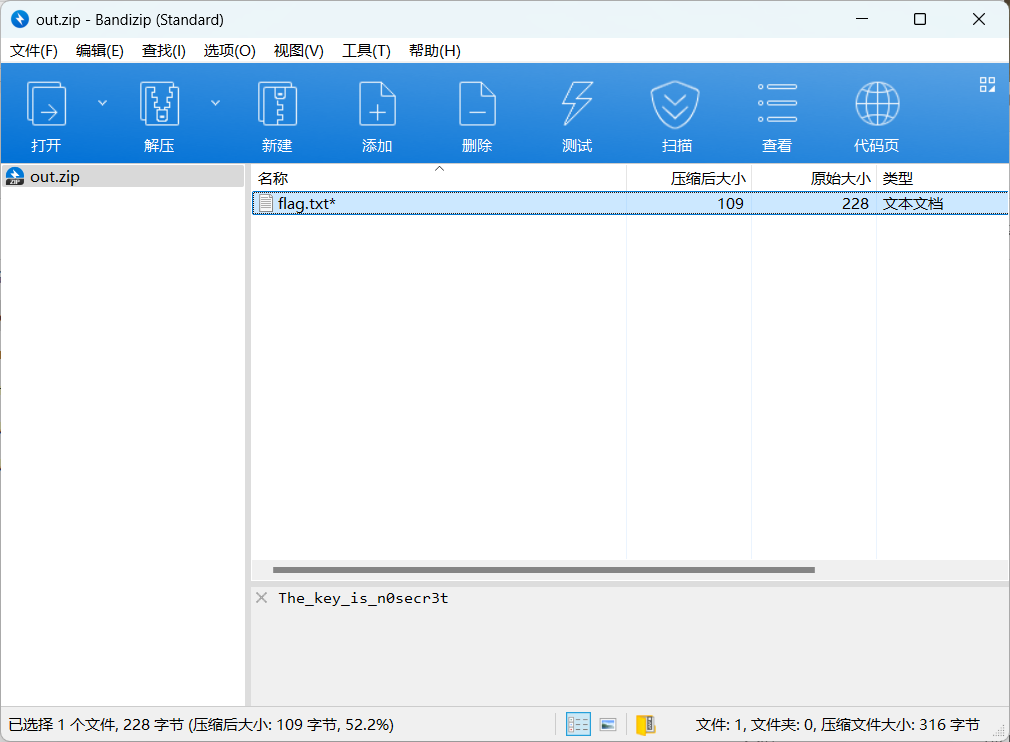 out.zip - Bandizip (Standard)
文件(F) 编辑(E) 查找(I) 选项(O) 视图(V) 工具(T) 帮助(H)
打开 解压 新建 添加 删除 测试 扫描 查看 代码页
out.zip
名称 压缩后大小 原始大小 类型
flag.txt* 109 228 文本文档
The_key_is_n0secr3t
已选择 1 个文件, 228 字节 (压缩后大小: 109 字节, 52.2%) 文件: 1, 文件夹: 0, 压缩文件大小: 316 字节